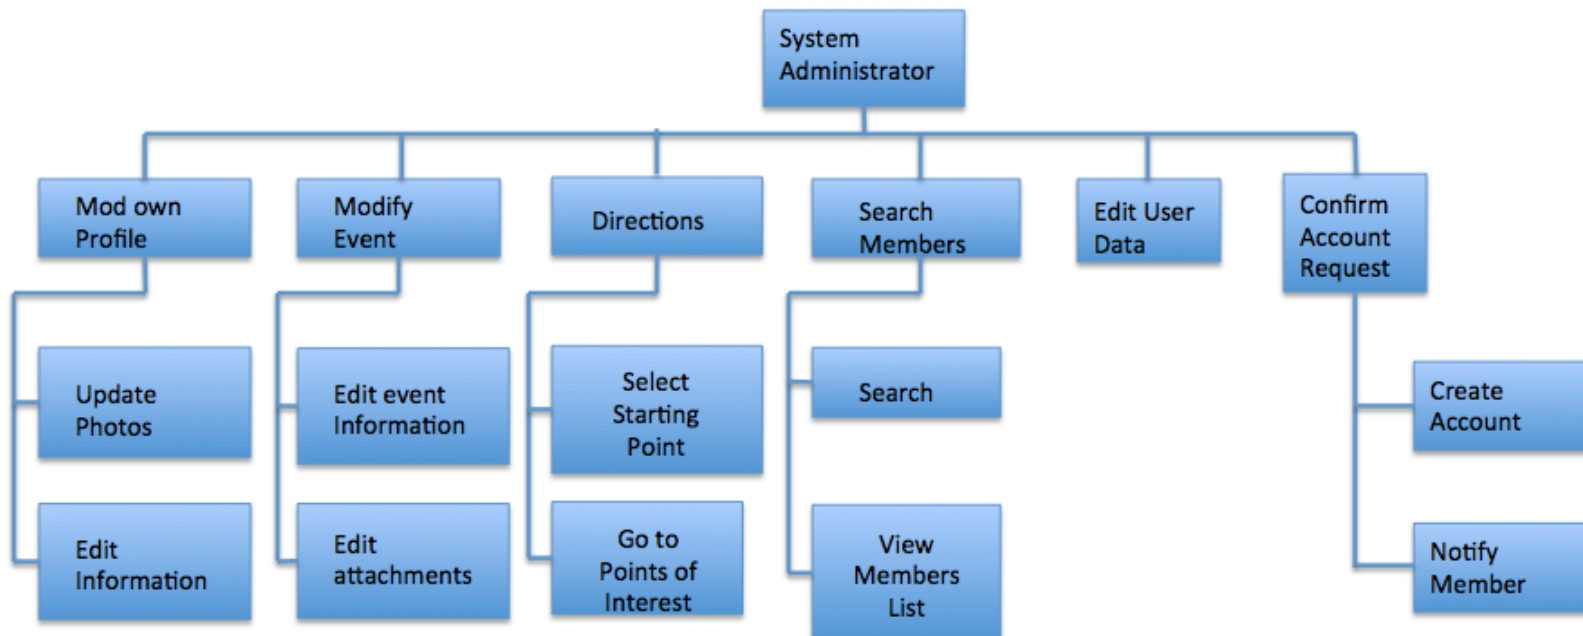 System
Administrator
Mod own
Profile
Modify
Event
Directions
Search
Members
Edit User
Data
Confirm
Account
Request
Update
Photos
Edit event
Information
Select
Starting
Point
Search
Create
Account
Edit
Information
Edit
attachments
Go to
Points of
Interest
View
Members
List
Notify
Member